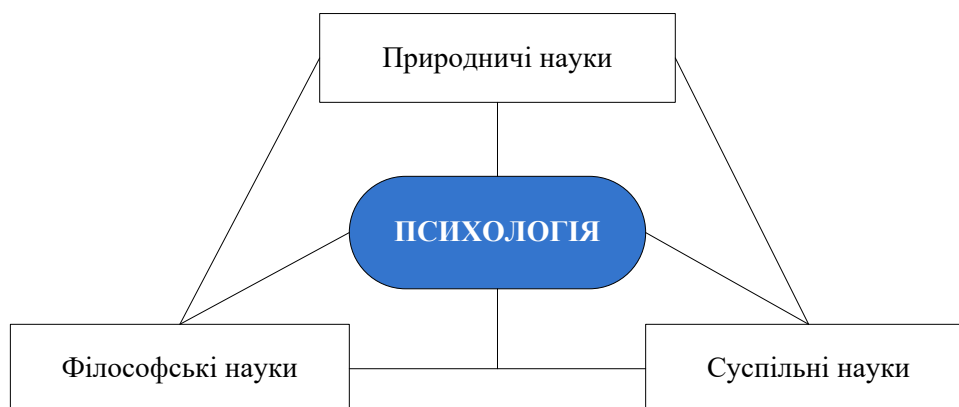 Природничі науки
ПСИХОЛОГІЯ
Філософські науки
Суспільні науки